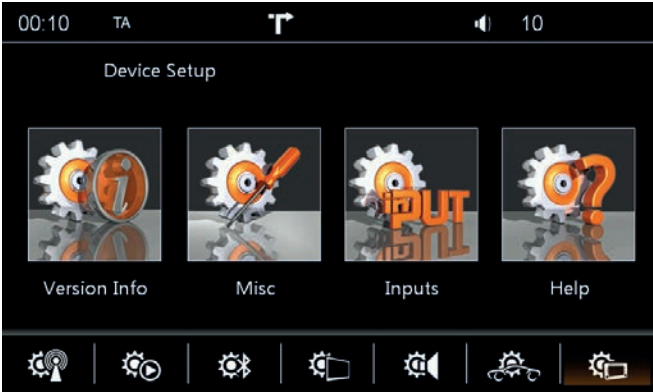 00:10 TA 10
Device Setup
i INPUT ?
Version Info Misc Inputs Help